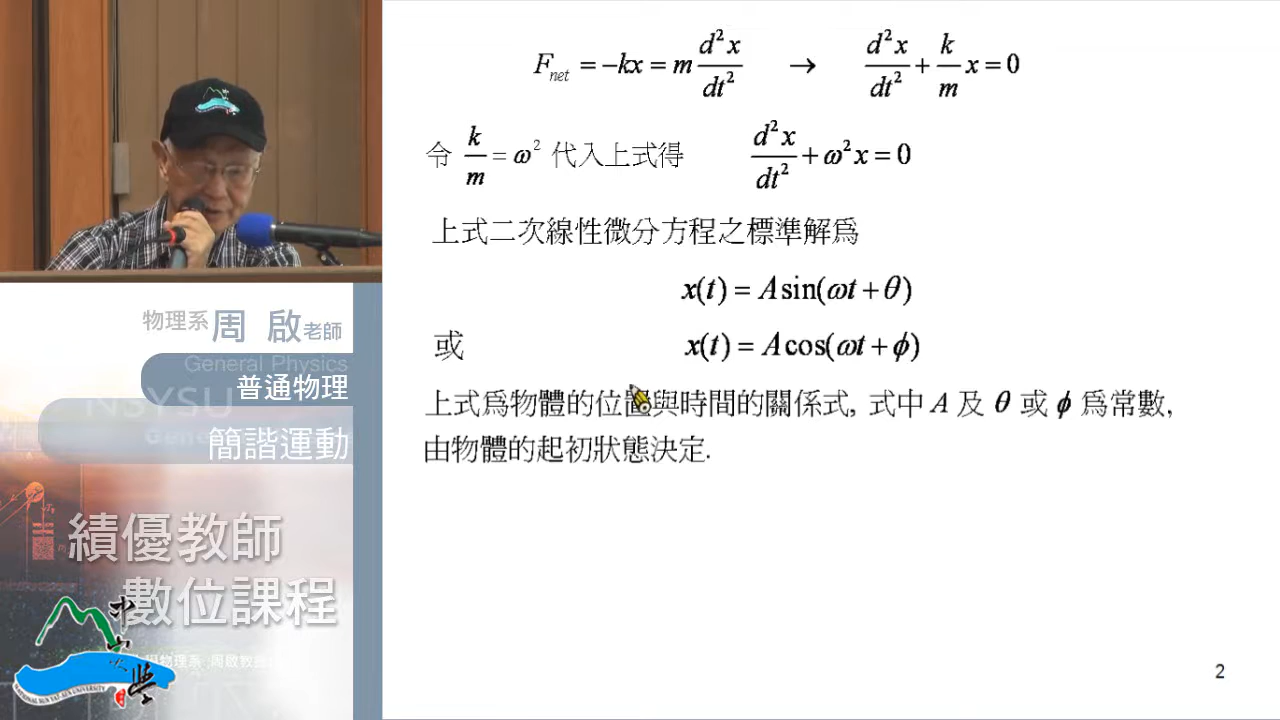 F_net = -kx = m d²x/dt² → d²x/dt² + k/m x = 0
令 k/m = ω² 代入上式得 d²x/dt² + ω²x = 0
上式二次線性微分方程之標準解為
x(t) = A sin(ωt + θ)
或 x(t) = A cos(ωt + ϕ)
上式為物體的位置與時間的關係式, 式中 A 及 θ 或 ϕ 為常數,
由物體的起初狀態決定.
2
物理系 周 啟 老師
General Physics
普通物理
NSYSU
簡諧運動
績優教師
數位課程
中山大學